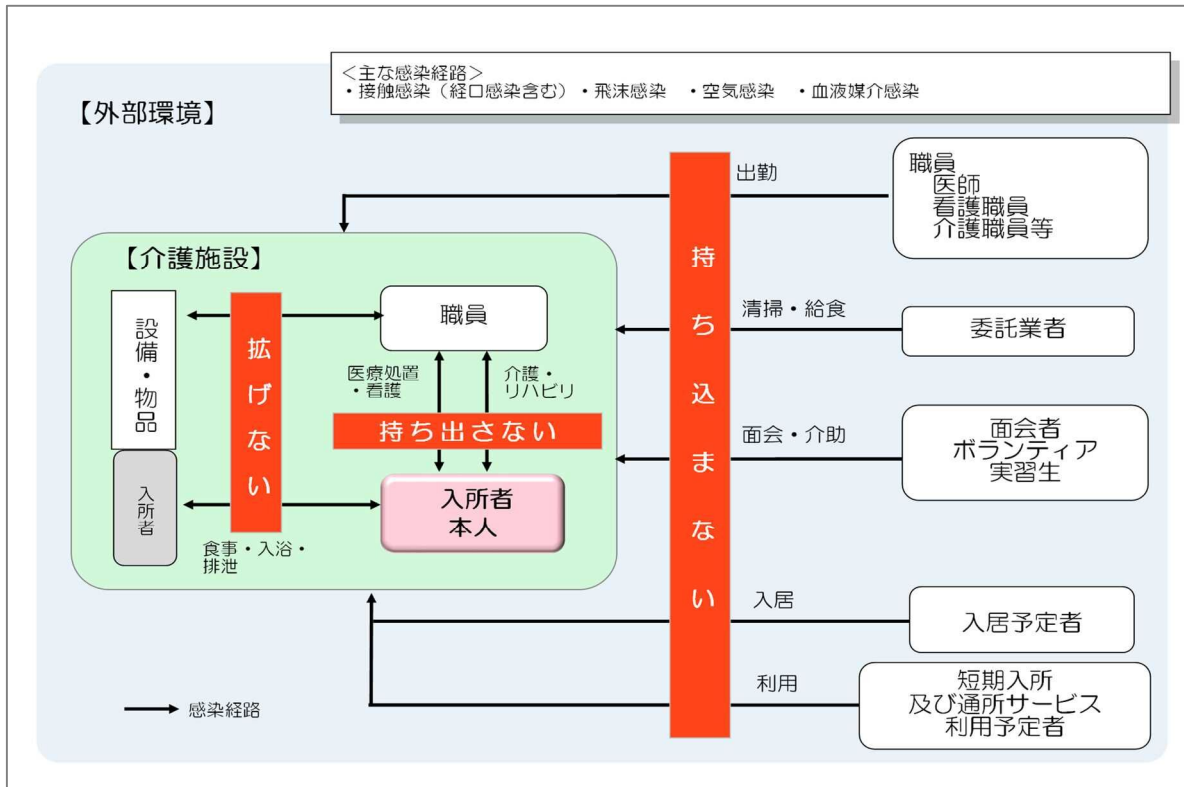 ＜主な感染経路＞
・接触感染（経口感染含む）・飛沫感染　・空気感染　・血液媒介感染
【外部環境】
出勤
職員
医師
看護職員
介護職員等
【介護施設】
設備・物品
拡げない
職員
持ち込まない
清掃・給食
委託業者
医療処置
・看護
介護・
リハビリ
持ち出さない
面会・介助
面会者
ボランティア
実習生
入所者
入所者
本人
食事・入浴・
排泄
入居
入居予定者
利用
短期入所
及び通所サービス
利用予定者
感染経路